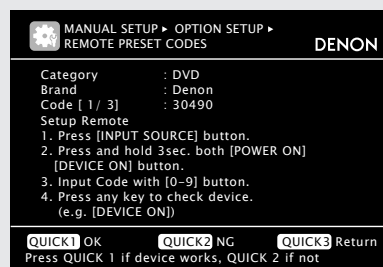 MANUAL SETUP ▸ OPTION SETUP ▸
REMOTE PRESET CODES
DENON
Category : DVD
Brand : Denon
Code [ 1/ 3] : 30490
Setup Remote
1. Press [INPUT SOURCE] button.
2. Press and hold 3sec. both [POWER ON]
[DEVICE ON] button.
3. Input Code with [0–9] button.
4. Press any key to check device.
(e.g. [DEVICE ON])
QUICK1 OK QUICK2 NG QUICK3 Return
Press QUICK 1 if device works, QUICK 2 if not